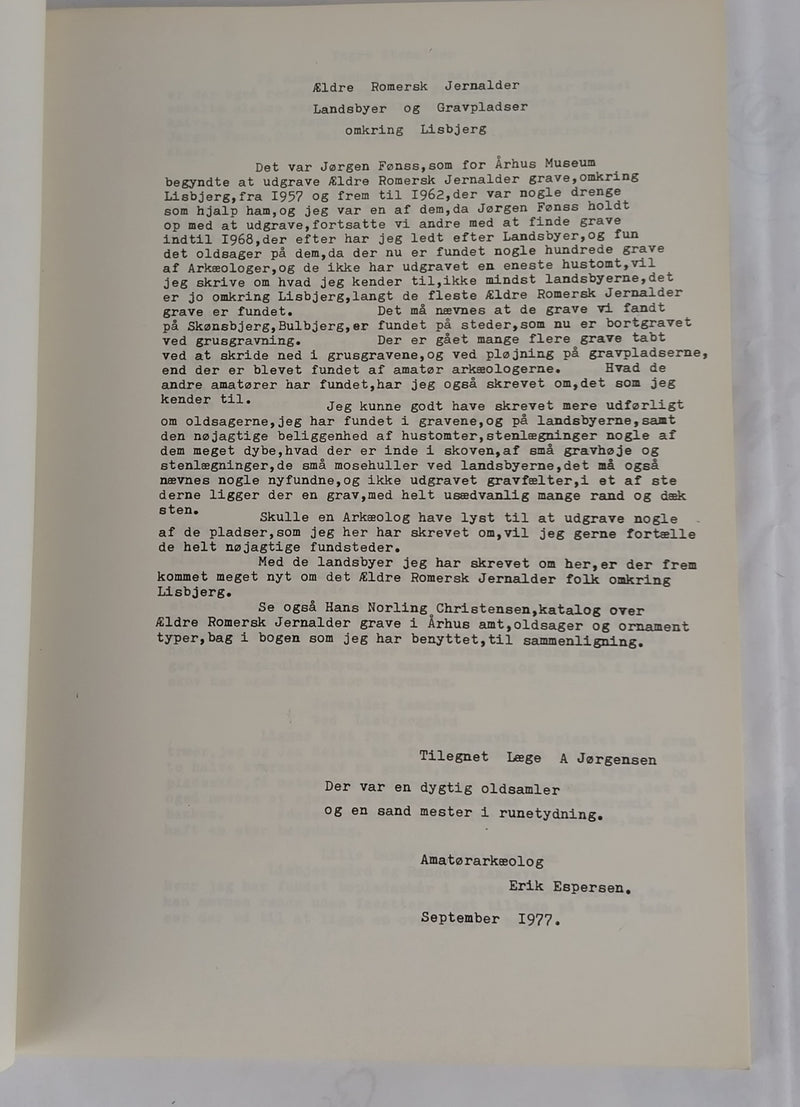 Ældre Romersk Jernalder
Landsbyer og Gravpladser
omkring Lisbjerg
Det var Jørgen Fønss,som for Århus Museum
begyndte at udgrave Ældre Romersk Jernalder grave,omkring
Lisbjerg,fra I957 og frem til I962,der var nogle drenge
som hjalp ham,og jeg var en af dem,da Jørgen Fønss holdt
op med at udgrave,fortsatte vi andre med at finde grave
indtil I968,der efter har jeg ledt efter Landsbyer,og fun
det oldsager på dem,da der nu er fundet nogle hundrede grave
af Arkæologer,og de ikke har udgravet en eneste hustomt,vil
jeg skrive om hvad jeg kender til,ikke mindst landsbyerne,det
er jo omkring Lisbjerg,langt de fleste Ældre Romersk Jernalder
grave er fundet. Det må nævnes at de grave vi fandt
på Skønsbjerg,Bulbjerg,er fundet på steder,som nu er bortgravet
ved grusgravning. Der er gået mange flere grave tabt
ved at skride ned i grusgravene,og ved pløjning på gravpladserne,
end der er blevet fundet af amatør arkæologerne. Hvad de
andre amatører har fundet,har jeg også skrevet om,det som jeg
kender til.
Jeg kunne godt have skrevet mere udførligt
om oldsagerne,jeg har fundet i gravene,og på landsbyerne,samt
den nøjagtige beliggenhed af hustomter,stenlægninger nogle af
dem meget dybe,hvad der er inde i skoven,af små gravhøje og
stenlægninger,de små mosehuller ved landsbyerne,det må også
nævnes nogle nyfundne,og ikke udgravet gravfælter,i et af ste
derne ligger der en grav,med helt usædvanlig mange rand og dæk
sten.
Skulle en Arkæolog have lyst til at udgrave nogle
af de pladser,som jeg her har skrevet om,vil jeg gerne fortælle
de helt nøjagtige fundsteder.
Med de landsbyer jeg har skrevet om her,er der frem
kommet meget nyt om det Ældre Romersk Jernalder folk omkring
Lisbjerg.
Se også Hans Norling Christensen,katalog over
Ældre Romersk Jernalder grave i Århus amt,oldsager og ornament
typer,bag i bogen som jeg har benyttet,til sammenligning.
Tilegnet Læge A Jørgensen
Der var en dygtig oldsamler
og en sand mester i runetydning.
Amatørarkæolog
Erik Espersen.
September I977.